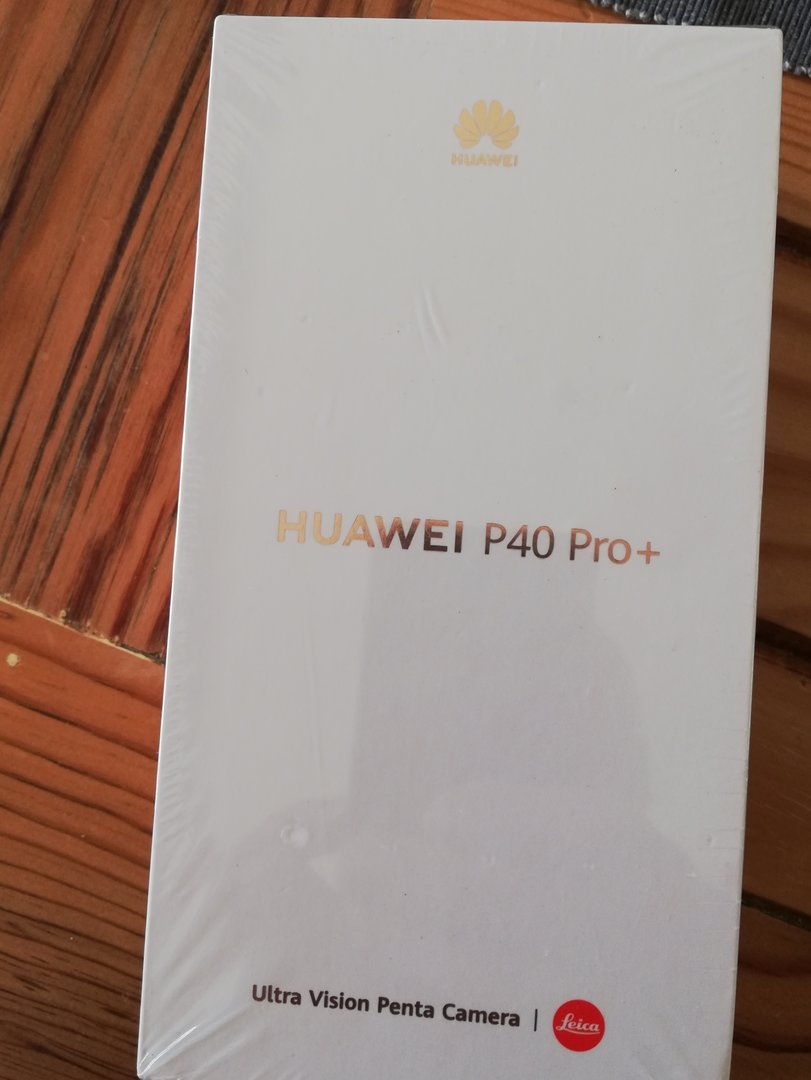 HUAWEI
HUAWEI P40 Pro+
Ultra Vision Penta Camera | Leica